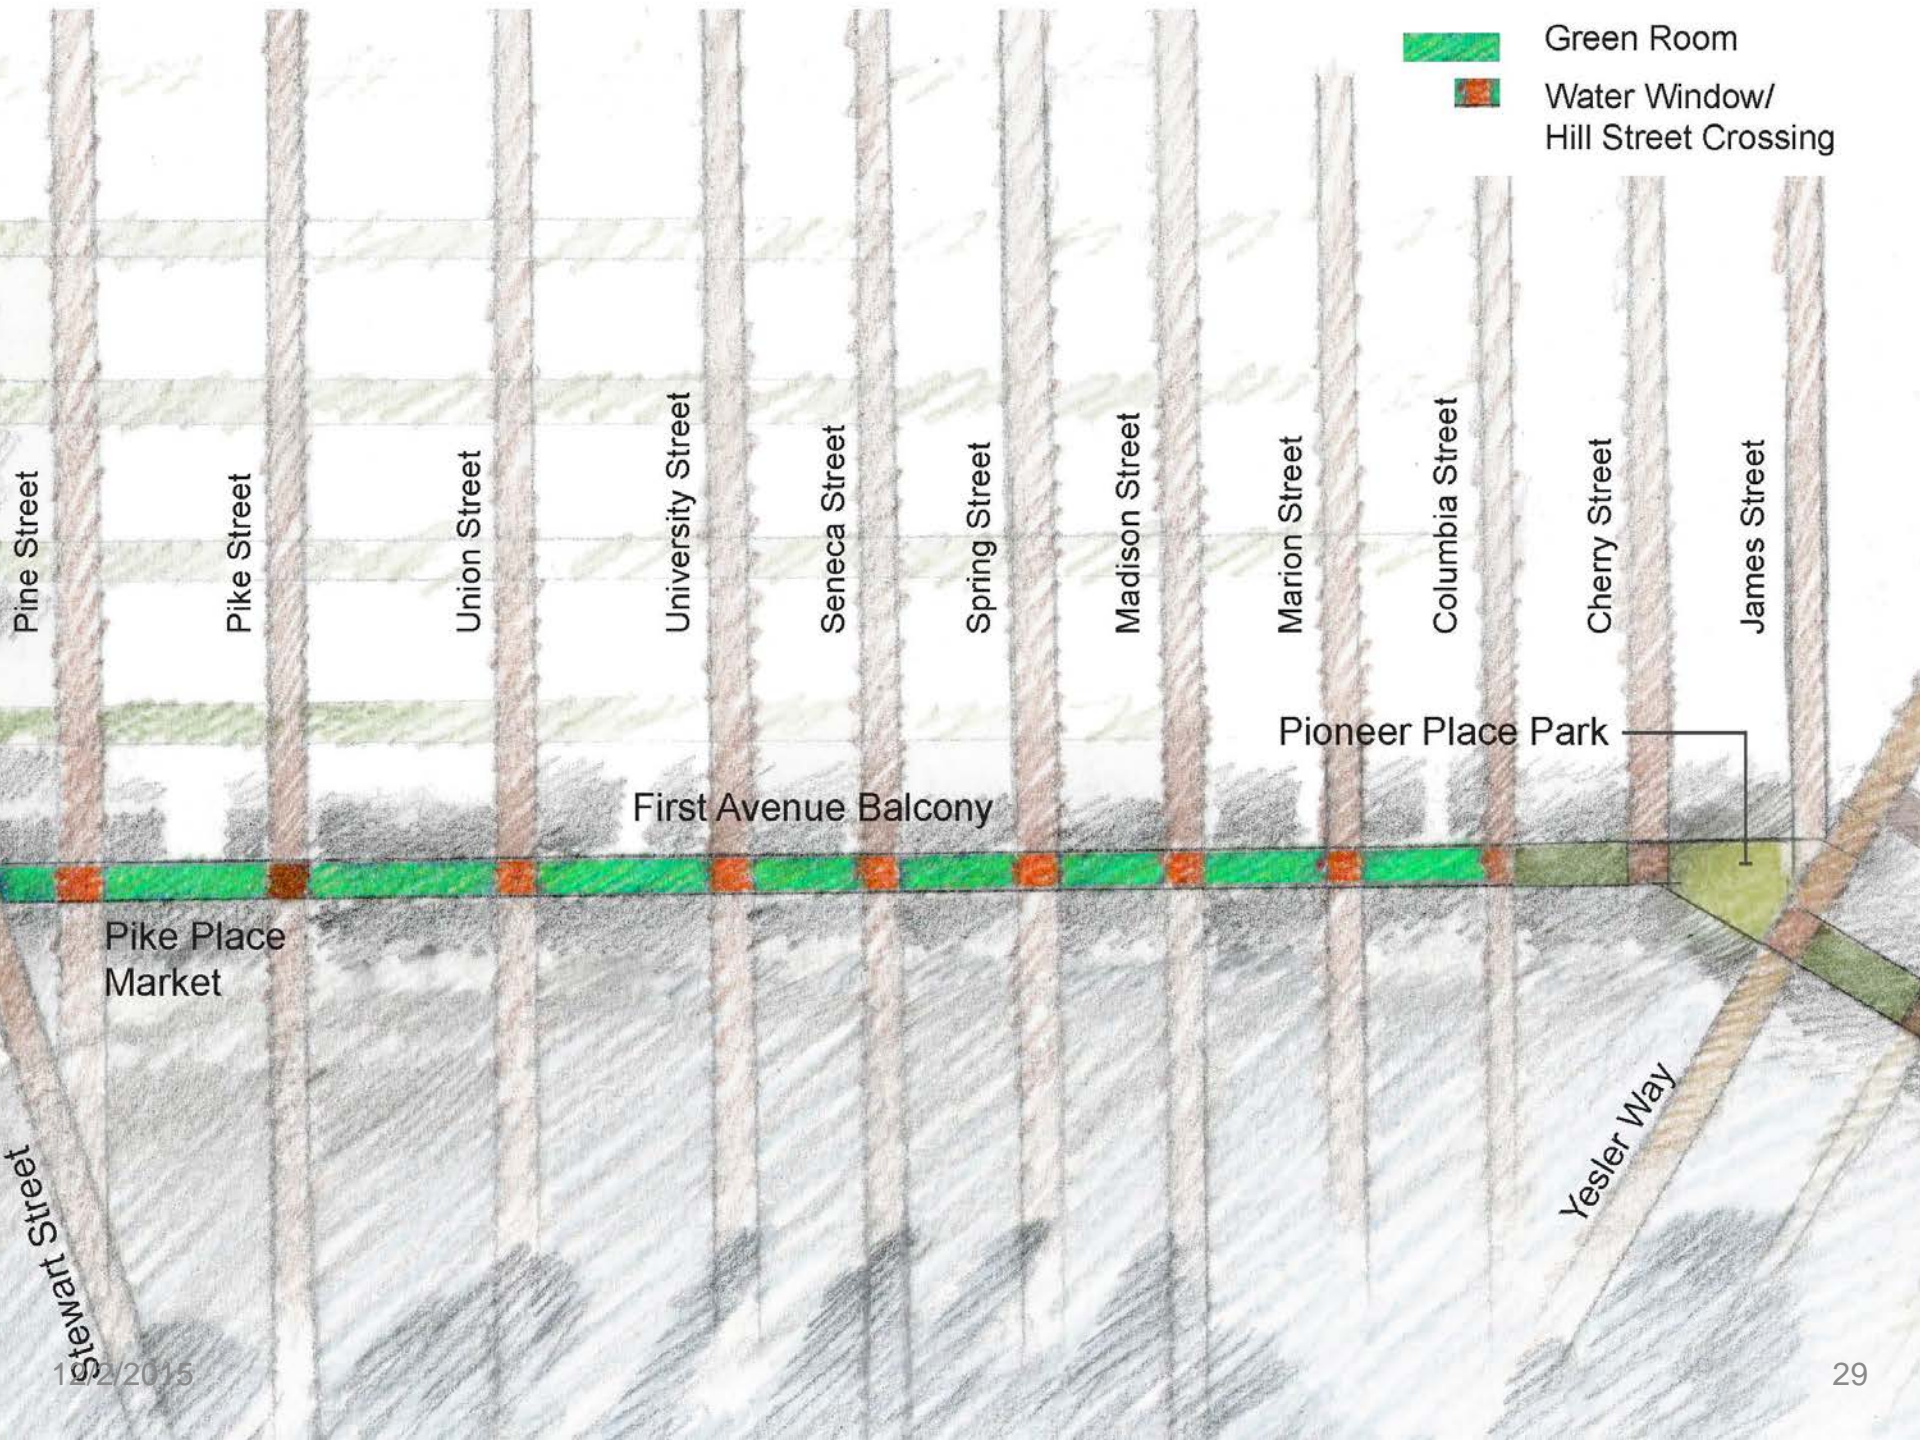 Green Room
Water Window/
Hill Street Crossing
Pine Street
Pike Street
Union Street
University Street
Seneca Street
Spring Street
Madison Street
Marion Street
Columbia Street
Cherry Street
James Street
Pioneer Place Park
First Avenue Balcony
Pike Place
Market
Stewart Street
Yesler Way
12/2/2015
29